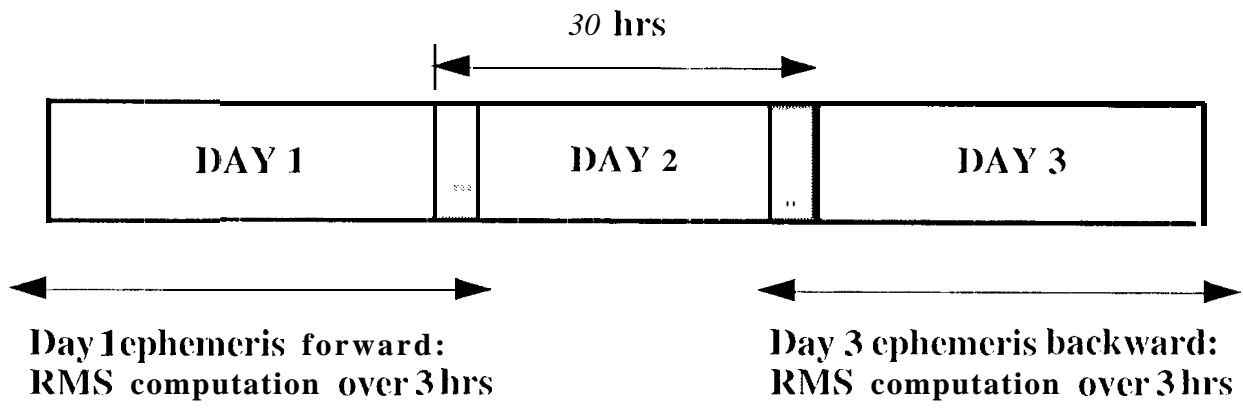 30 hrs
DAY 1 DAY 2 DAY 3
Day 1 ephemeris forward:
RMS computation over 3 hrs
Day 3 ephemeris backward:
RMS computation over 3 hrs